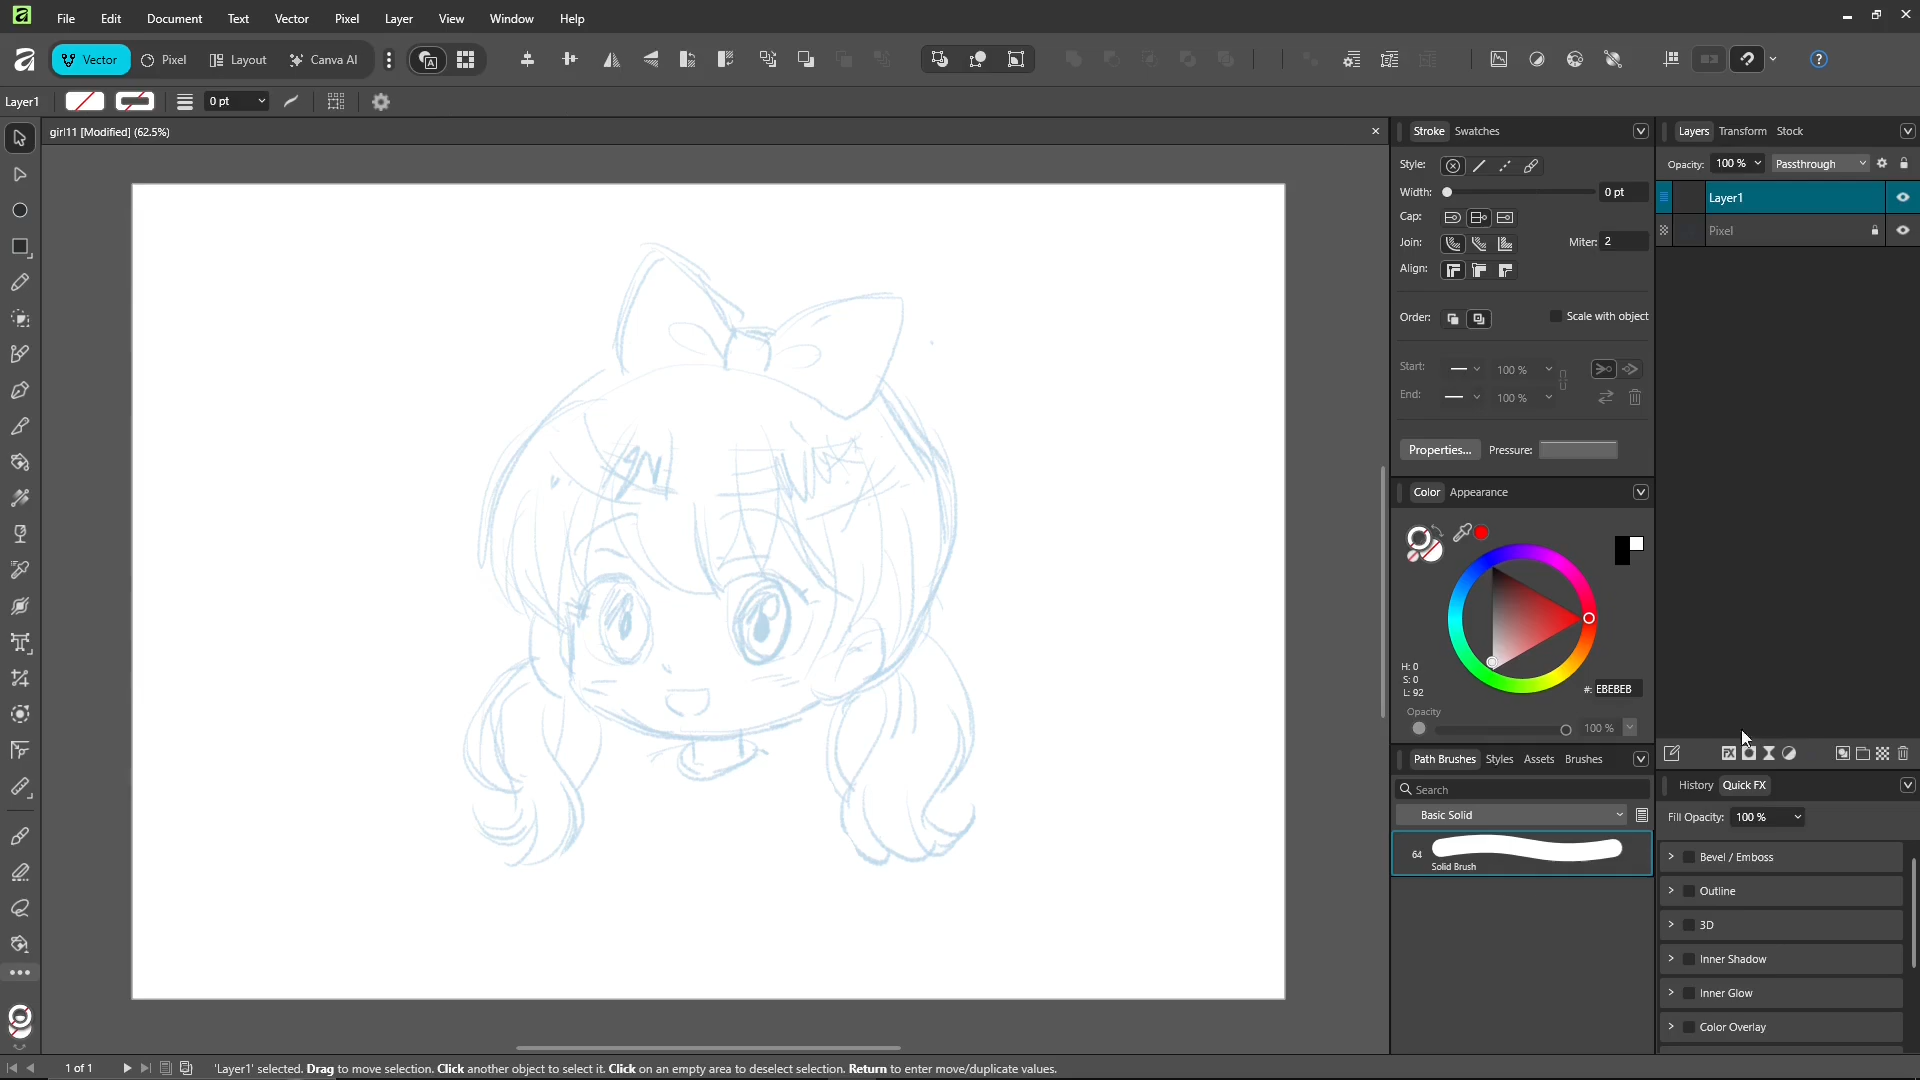 File Edit Document Text Vector Pixel Layer View Window Help
Vector Pixel Layout Canva AI
Layer1 0 pt
girl11 [Modified] (62.5%)
Stroke Swatches
Style:
Width: 0 pt
Cap:
Join: Miter: 2
Align:
Order: Scale with object
Start: 100 %
End: 100 %
Properties... Pressure:
Color Appearance
H: 0
S: 0
L: 92
#: EBEBEB
Opacity
100 %
Path Brushes Styles Assets Brushes
Search
Basic Solid
64
Solid Brush
Layers Transform Stock
Opacity: 100 % Passthrough
Layer1
Pixel
FX
History Quick FX
Fill Opacity: 100 %
Bevel / Emboss
Outline
3D
Inner Shadow
Inner Glow
Color Overlay
1 of 1 'Layer1' selected. Drag to move selection. Click another object to select it. Click on an empty area to deselect selection. Return to enter move/duplicate values.